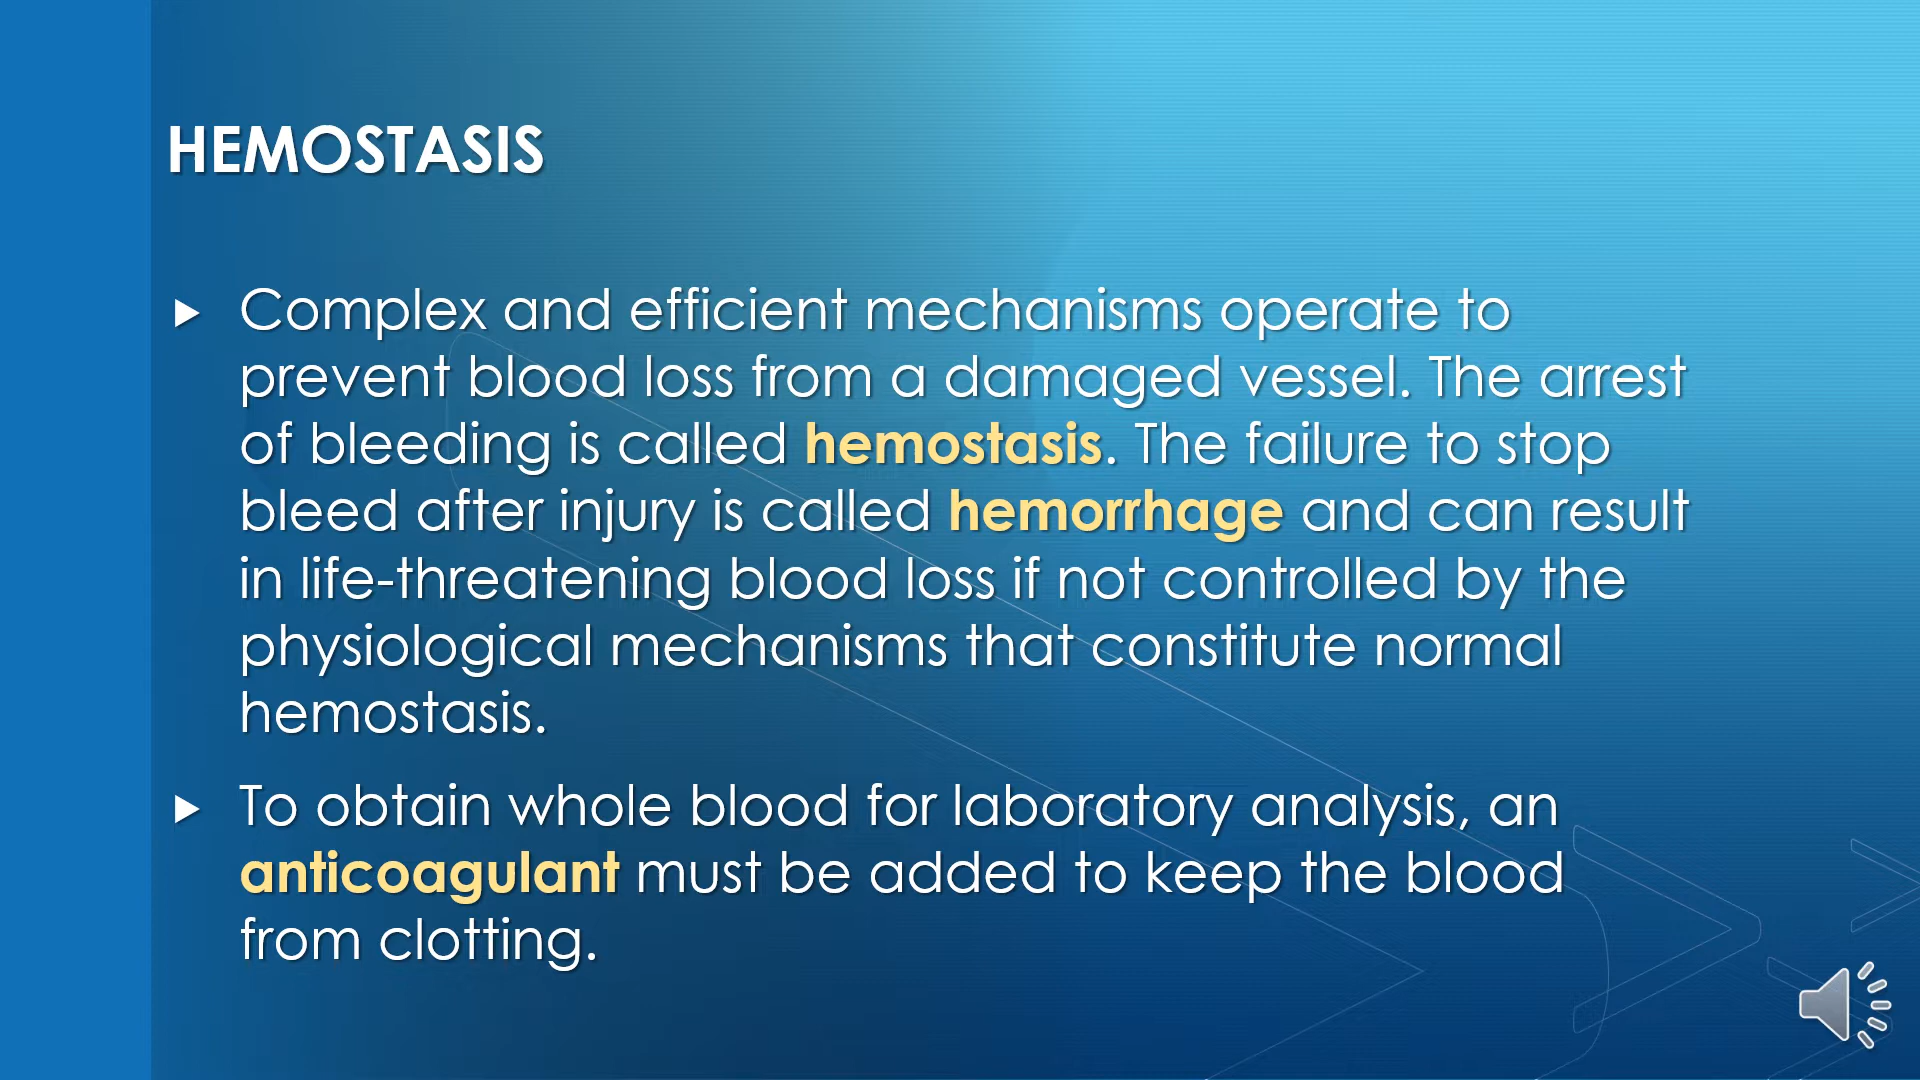 HEMOSTASIS
Complex and efficient mechanisms operate to
prevent blood loss from a damaged vessel. The arrest
of bleeding is called hemostasis. The failure to stop
bleed after injury is called hemorrhage and can result
in life-threatening blood loss if not controlled by the
physiological mechanisms that constitute normal
hemostasis.
To obtain whole blood for laboratory analysis, an
anticoagulant must be added to keep the blood
from clotting.